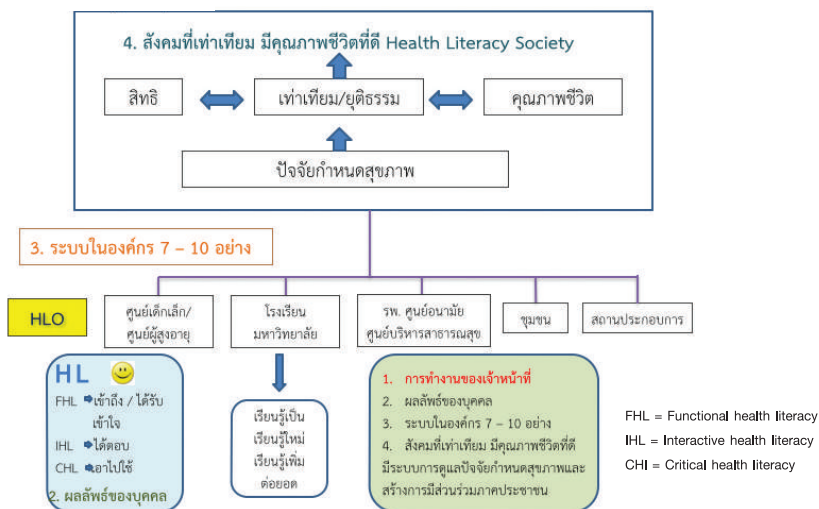 4. สังคมที่เท่าเทียม มีคุณภาพชีวิตที่ดี Health Literacy Society
สิทธิ
เท่าเทียม/ยุติธรรม
คุณภาพชีวิต
ปัจจัยกำหนดสุขภาพ
3. ระบบในองค์กร 7 – 10 อย่าง
HLO
ศูนย์เด็กเล็ก/
ศูนย์ผู้สูงอายุ
โรงเรียน
มหาวิทยาลัย
รพ. ศูนย์อนามัย
ศูนย์บริหารสาธารณสุข
ชุมชน
สถานประกอบการ
HL
FHL เข้าถึง / ได้รับ
เข้าใจ
IHL ได้ตอบ
CHL เอาไปใช้
2. ผลลัพธ์ของบุคคล
เรียนรู้เป็น
เรียนรู้ใหม่
เรียนรู้เพิ่ม
ต่อยอด
1. การทำงานของเจ้าหน้าที่
2. ผลลัพธ์ของบุคคล
3. ระบบในองค์กร 7 – 10 อย่าง
4. สังคมที่เท่าเทียม มีคุณภาพชีวิตที่ดี
มีระบบการดูแลปัจจัยกำหนดสุขภาพและ
สร้างการมีส่วนร่วมภาคประชาชน
FHL = Functional health literacy
IHL = Interactive health literacy
CHI = Critical health literacy